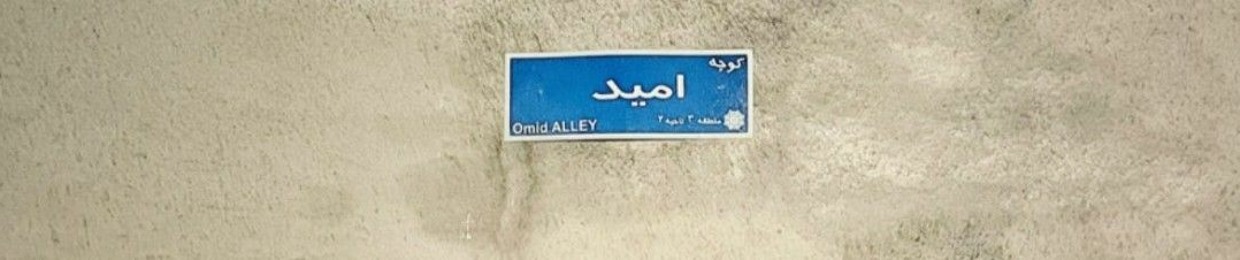 کوچه
امید
منطقه ۳ ناحیه ۲
Omid ALLEY